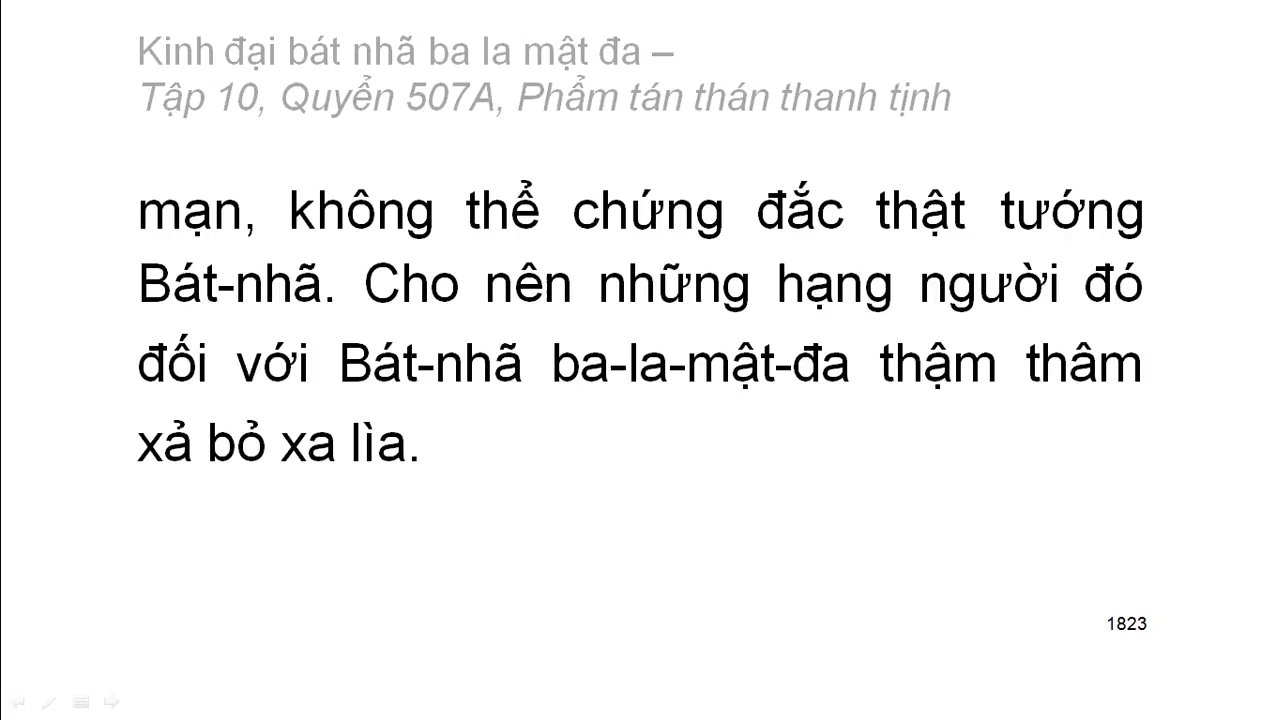 Kinh đại bát nhã ba la mật đa –
Tập 10, Quyển 507A, Phẩm tán thán thanh tịnh
mạn, không thể chứng đắc thật tướng
Bát-nhã. Cho nên những hạng người đó
đối với Bát-nhã ba-la-mật-đa thậm thâm
xả bỏ xa lìa.
1823